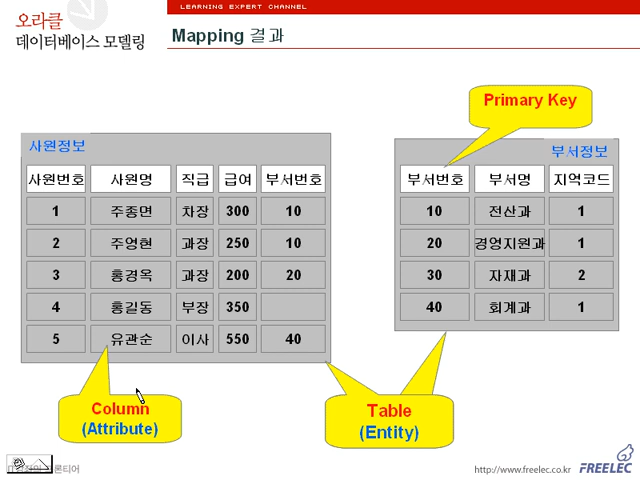 LEARNING EXPERT CHANNEL
오라클
데이터베이스 모델링
Mapping 결과
Primary Key
사원정보
사원번호 사원명 직급 급여 부서번호
1 주종면 차장 300 10
2 주영현 과장 250 10
3 홍경옥 과장 200 20
4 홍길동 부장 350
5 유관순 이사 550 40
부서정보
부서번호 부서명 지역코드
10 전산과 1
20 경영지원과 1
30 자재과 2
40 회계과 1
Column
(Attribute)
Table
(Entity)
http://www.freelec.co.kr
FREELEC